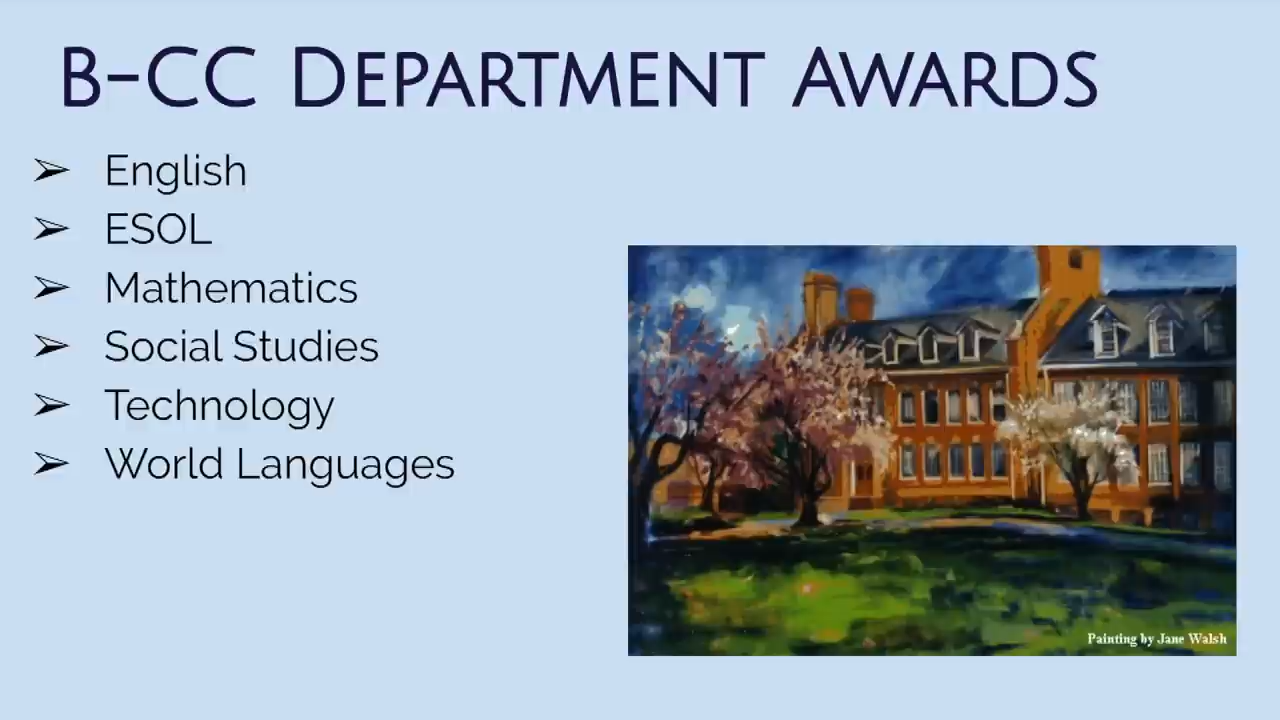 B-CC Department Awards
➢ English
➢ ESOL
➢ Mathematics
➢ Social Studies
➢ Technology
➢ World Languages
Painting by Jane Walsh